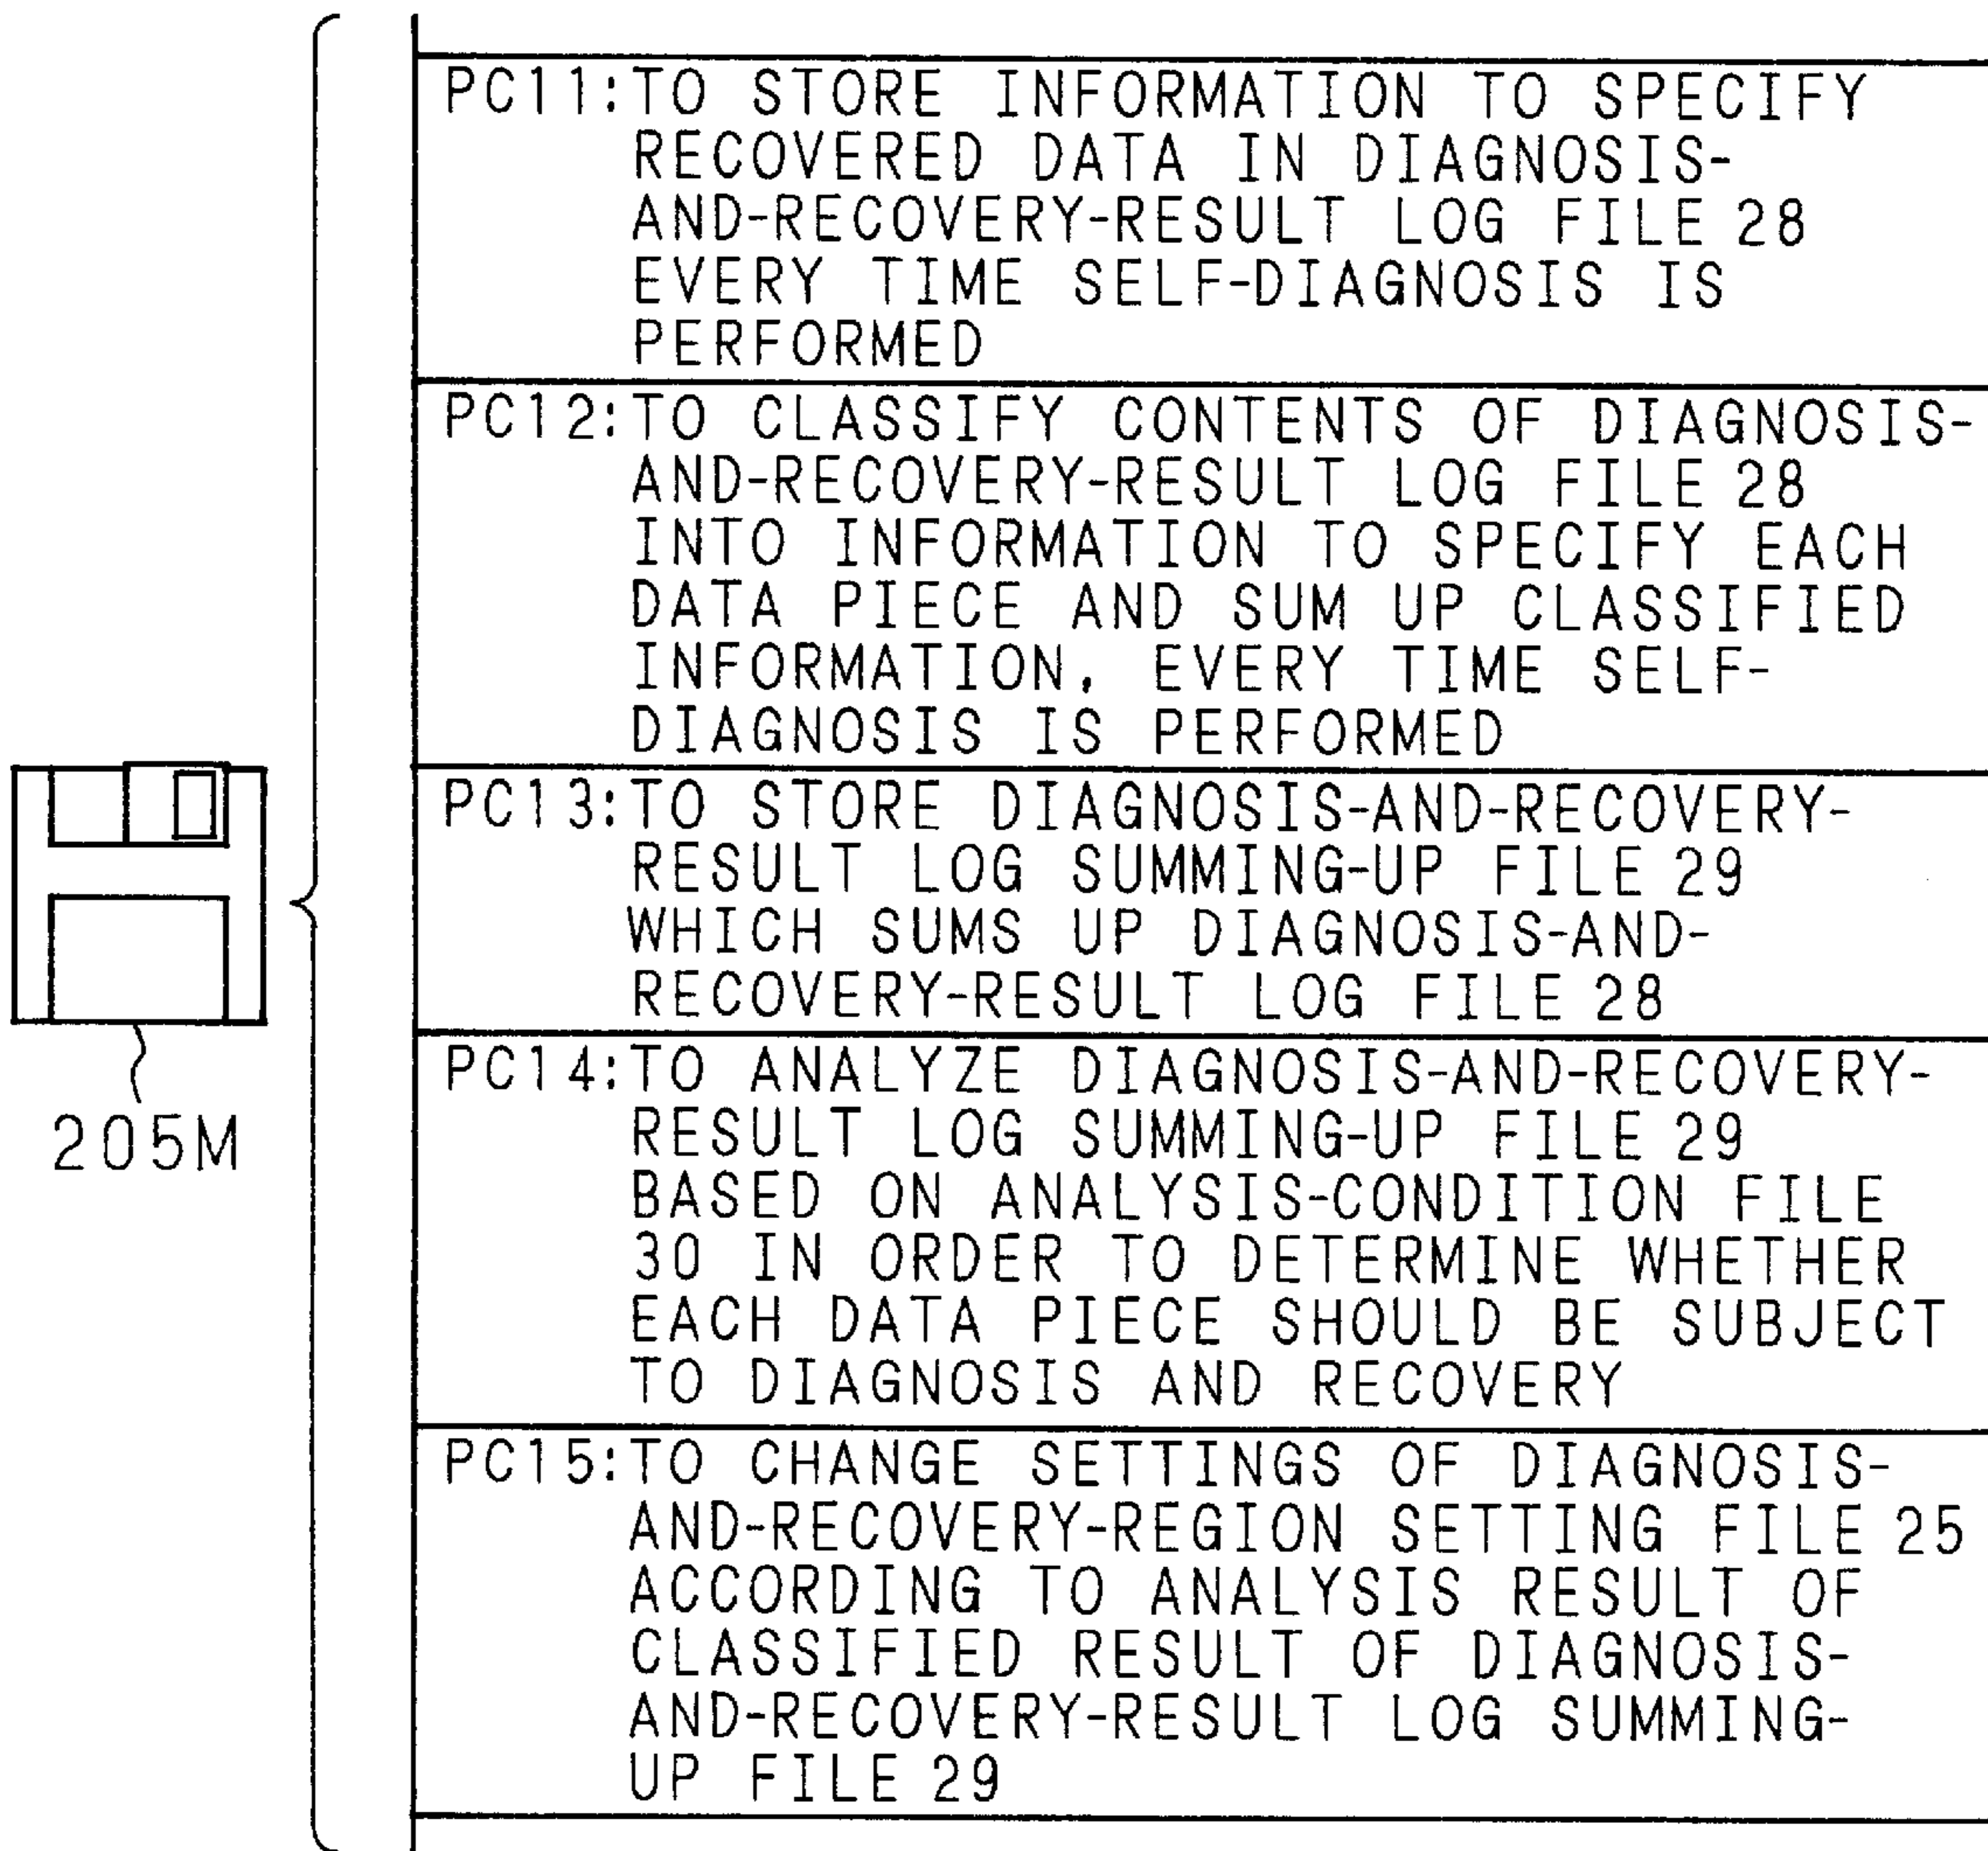 PC11:TO STORE INFORMATION TO SPECIFY
RECOVERED DATA IN DIAGNOSIS-
AND-RECOVERY-RESULT LOG FILE 28
EVERY TIME SELF-DIAGNOSIS IS
PERFORMED
PC12:TO CLASSIFY CONTENTS OF DIAGNOSIS-
AND-RECOVERY-RESULT LOG FILE 28
INTO INFORMATION TO SPECIFY EACH
DATA PIECE AND SUM UP CLASSIFIED
INFORMATION, EVERY TIME SELF-
DIAGNOSIS IS PERFORMED
PC13:TO STORE DIAGNOSIS-AND-RECOVERY-
RESULT LOG SUMMING-UP FILE 29
WHICH SUMS UP DIAGNOSIS-AND-
RECOVERY-RESULT LOG FILE 28
PC14:TO ANALYZE DIAGNOSIS-AND-RECOVERY-
RESULT LOG SUMMING-UP FILE 29
BASED ON ANALYSIS-CONDITION FILE
30 IN ORDER TO DETERMINE WHETHER
EACH DATA PIECE SHOULD BE SUBJECT
TO DIAGNOSIS AND RECOVERY
PC15:TO CHANGE SETTINGS OF DIAGNOSIS-
AND-RECOVERY-REGION SETTING FILE 25
ACCORDING TO ANALYSIS RESULT OF
CLASSIFIED RESULT OF DIAGNOSIS-
AND-RECOVERY-RESULT LOG SUMMING-
UP FILE 29
205M